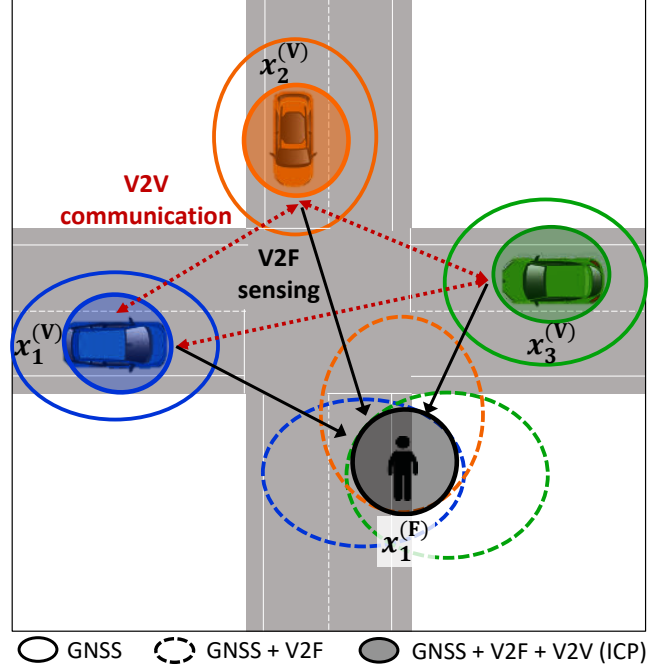 x₂⁽ⱽ⁾
V2V
communication
V2F
sensing
x₁⁽ⱽ⁾
x₃⁽ⱽ⁾
x₁⁽ᶠ⁾
GNSS GNSS + V2F GNSS + V2F + V2V (ICP)